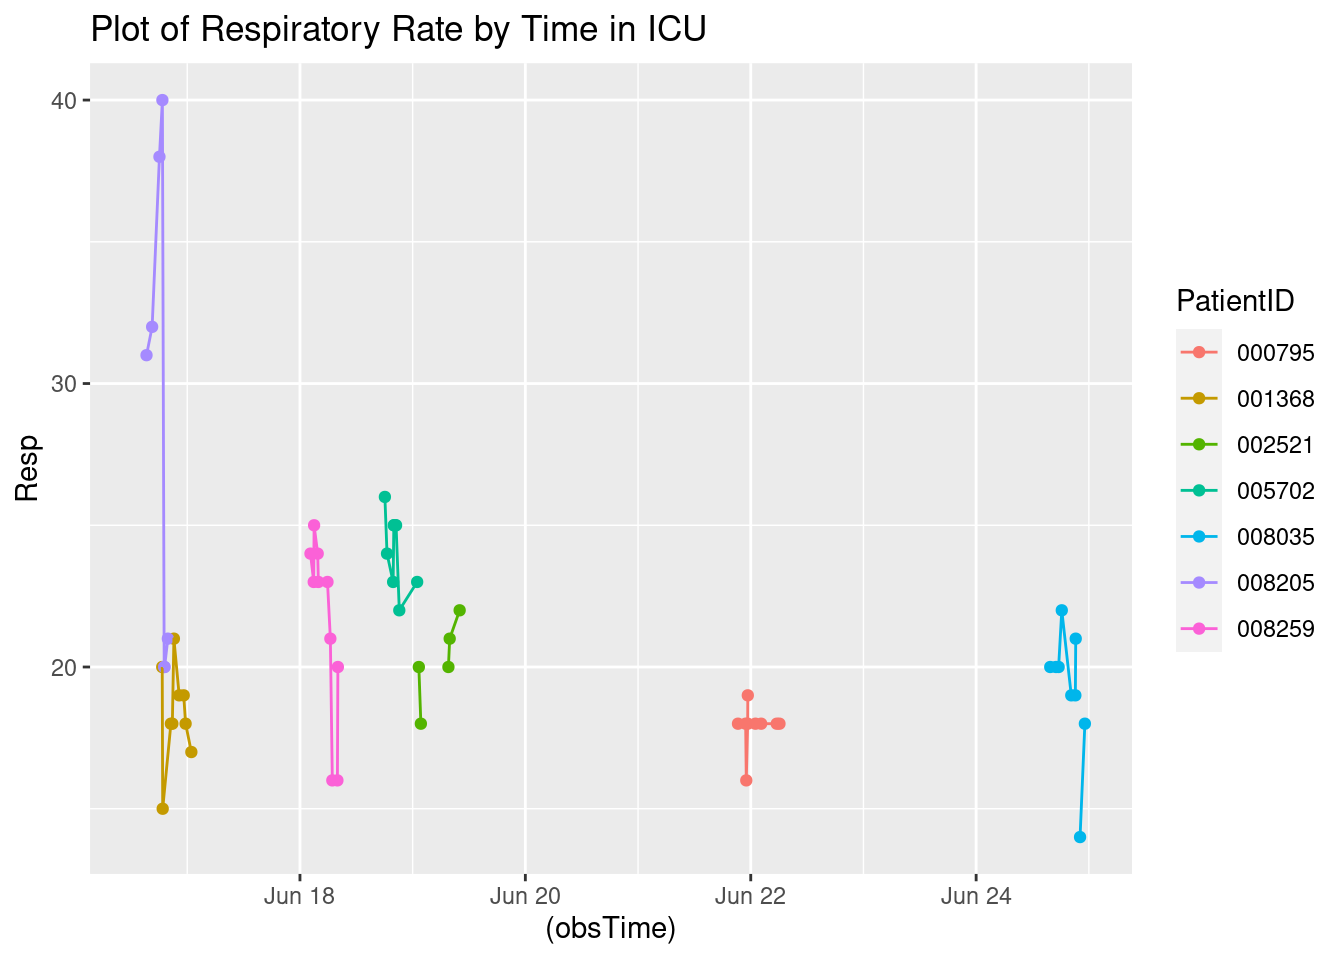 Plot of Respiratory Rate by Time in ICU
40
30
20
Resp
Jun 18
Jun 20
Jun 22
Jun 24
(obsTime)
PatientID
000795
001368
002521
005702
008035
008205
008259